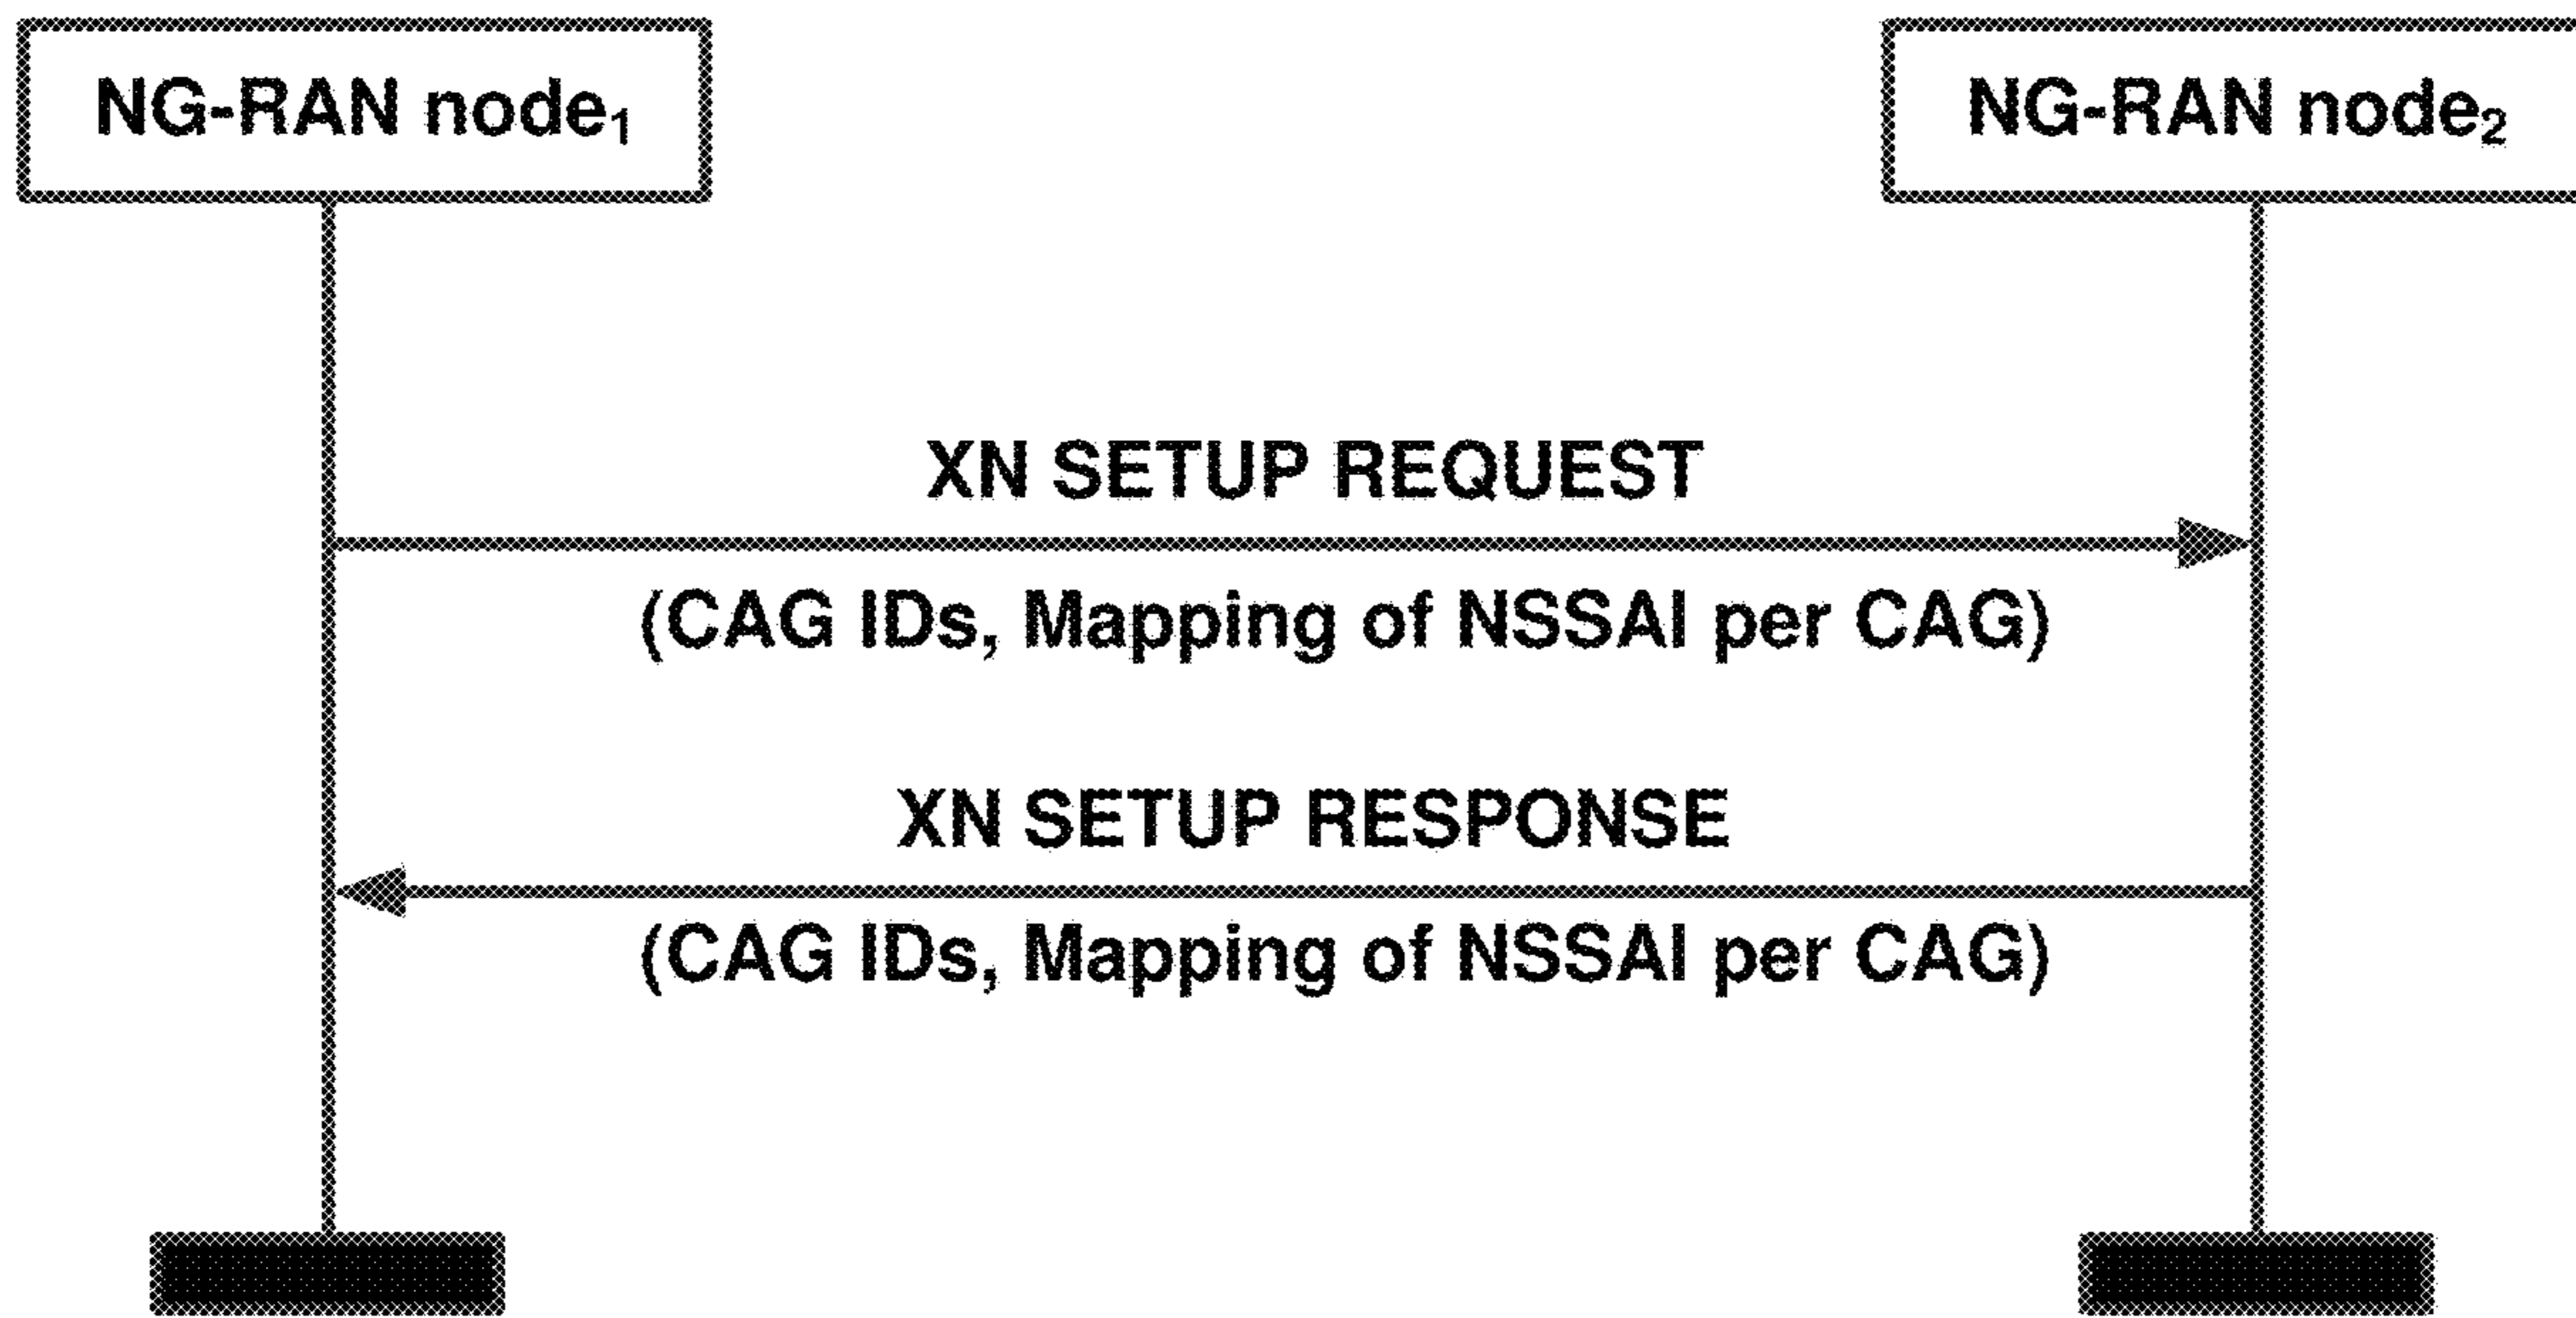 NG-RAN node₁
NG-RAN node₂
XN SETUP REQUEST
(CAG IDs, Mapping of NSSAI per CAG)
XN SETUP RESPONSE
(CAG IDs, Mapping of NSSAI per CAG)